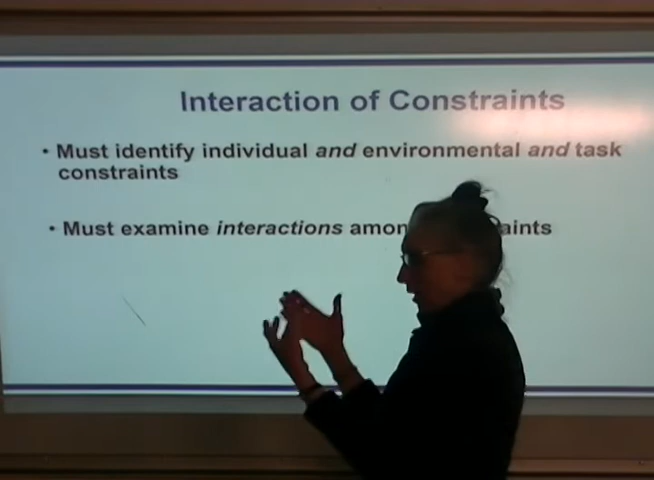 Interaction of Constraints
• Must identify individual and environmental and task
constraints
• Must examine interactions amon aints